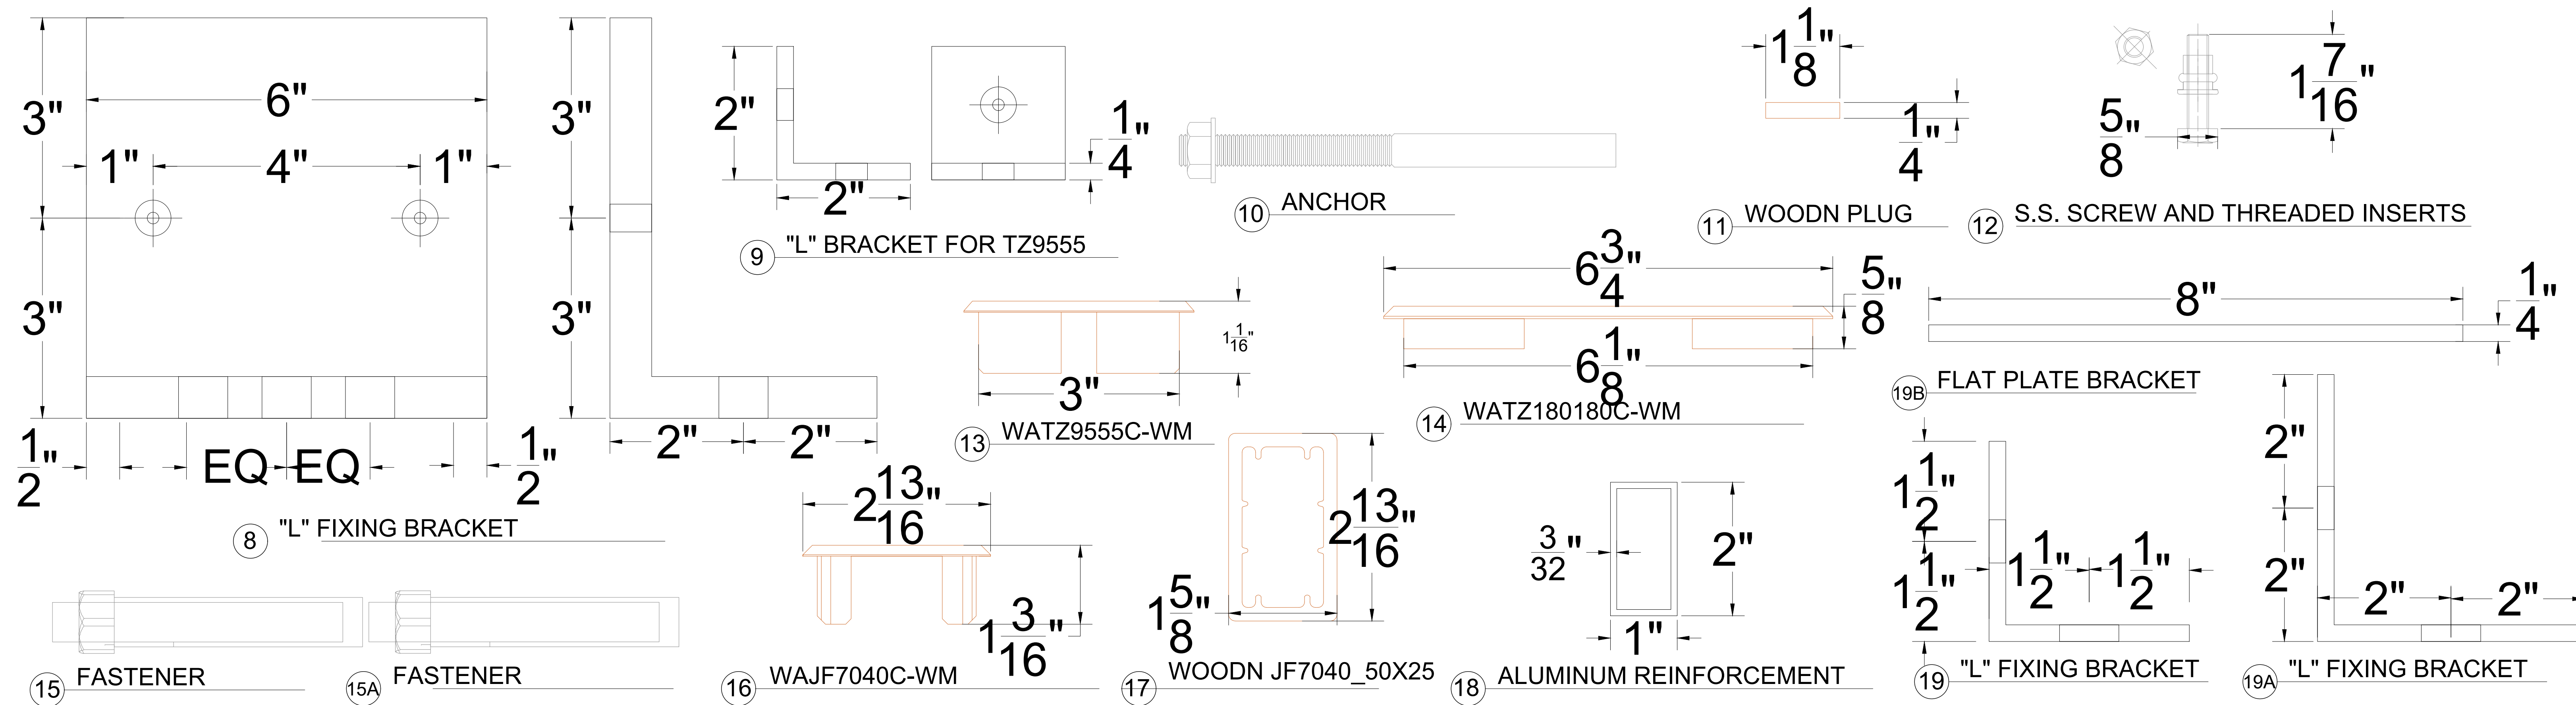 3"
3"
6"
1"
4"
1"
1/2"
EQ
EQ
1/2"
3"
3"
2"
2"
8 "L" FIXING BRACKET
2"
2"
1/4"
9 "L" BRACKET FOR TZ9555
10 ANCHOR
1 1/8"
1/4"
11 WOODN PLUG
5/8"
1 7/16"
12 S.S. SCREW AND THREADED INSERTS
1 1/16"
3"
13 WATZ9555C-WM
6 3/4"
5/8"
6 1/8"
14 WATZ180180C-WM
8"
1/4"
19B FLAT PLATE BRACKET
15 FASTENER
15A FASTENER
2 13/16"
1 3/16"
16 WAJF7040C-WM
2 13/16"
1 5/8"
17 WOODN JF7040_50X25
3/32"
2"
1"
18 ALUMINUM REINFORCEMENT
1 1/2"
1 1/2"
1 1/2"
1 1/2"
19 "L" FIXING BRACKET
2"
2"
2"
2"
19A "L" FIXING BRACKET